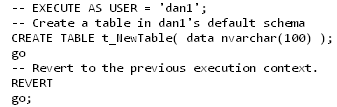 -- EXECUTE AS USER = 'dan1';
-- Create a table in dan1's default schema
CREATE TABLE t_NewTable( data nvarchar(100) );
go
-- Revert to the previous execution context.
REVERT
go;